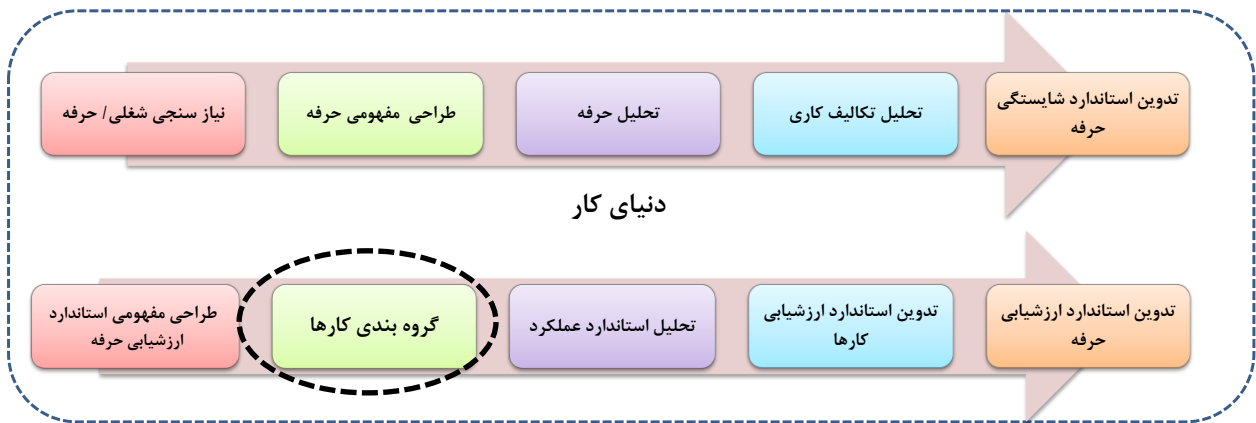 نیاز سنجی شغلی/ حرفه
طراحی مفهومی حرفه
تحلیل حرفه
تحلیل تکالیف کاری
تدوین استاندارد شایستگی
حرفه
دنیای کار
طراحی مفهومی استاندارد
ارزشیابی حرفه
گروه بندی کارها
تحلیل استاندارد عملکرد
تدوین استاندارد ارزشیابی
کارها
تدوین استاندارد ارزشیابی
حرفه